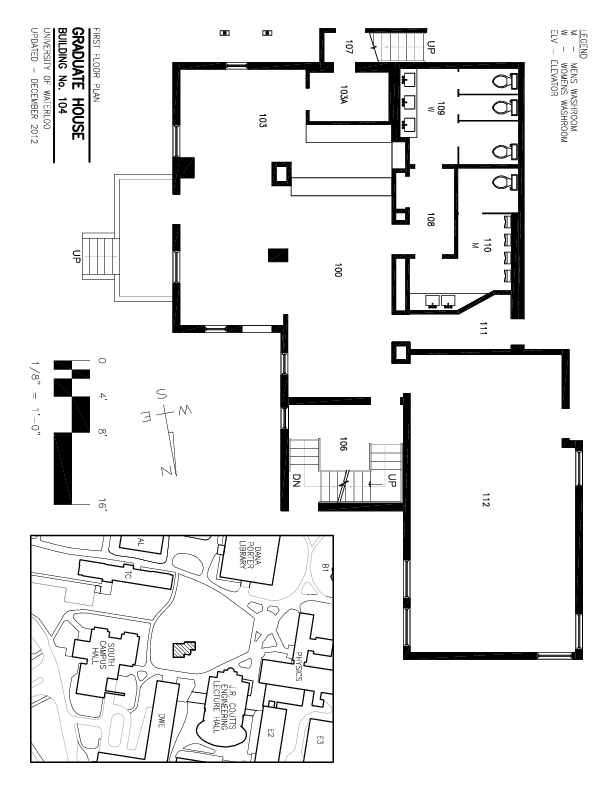 FIRST FLOOR PLAN
GRADUATE HOUSE
BUILDING No. 104
UNIVERSITY OF WATERLOO
UPDATED - DECEMBER 2012
LEGEND
M - MENS WASHROOM
W - WOMENS WASHROOM
ELV - ELEVATOR
107
UP
103A
103
109
W
108
110
M
100
111
UP
106
DN
UP
112
0
4'
8'
16'
1/8" = 1'-0"
N
S
E
W
AL
TC
DANA
PORTER
LIBRARY
B1
SOUTH
CAMPUS
HALL
PHYSICS
J.R. COUTTS
ENGINEERING
LECTURE HALL
DWE
E2
E3